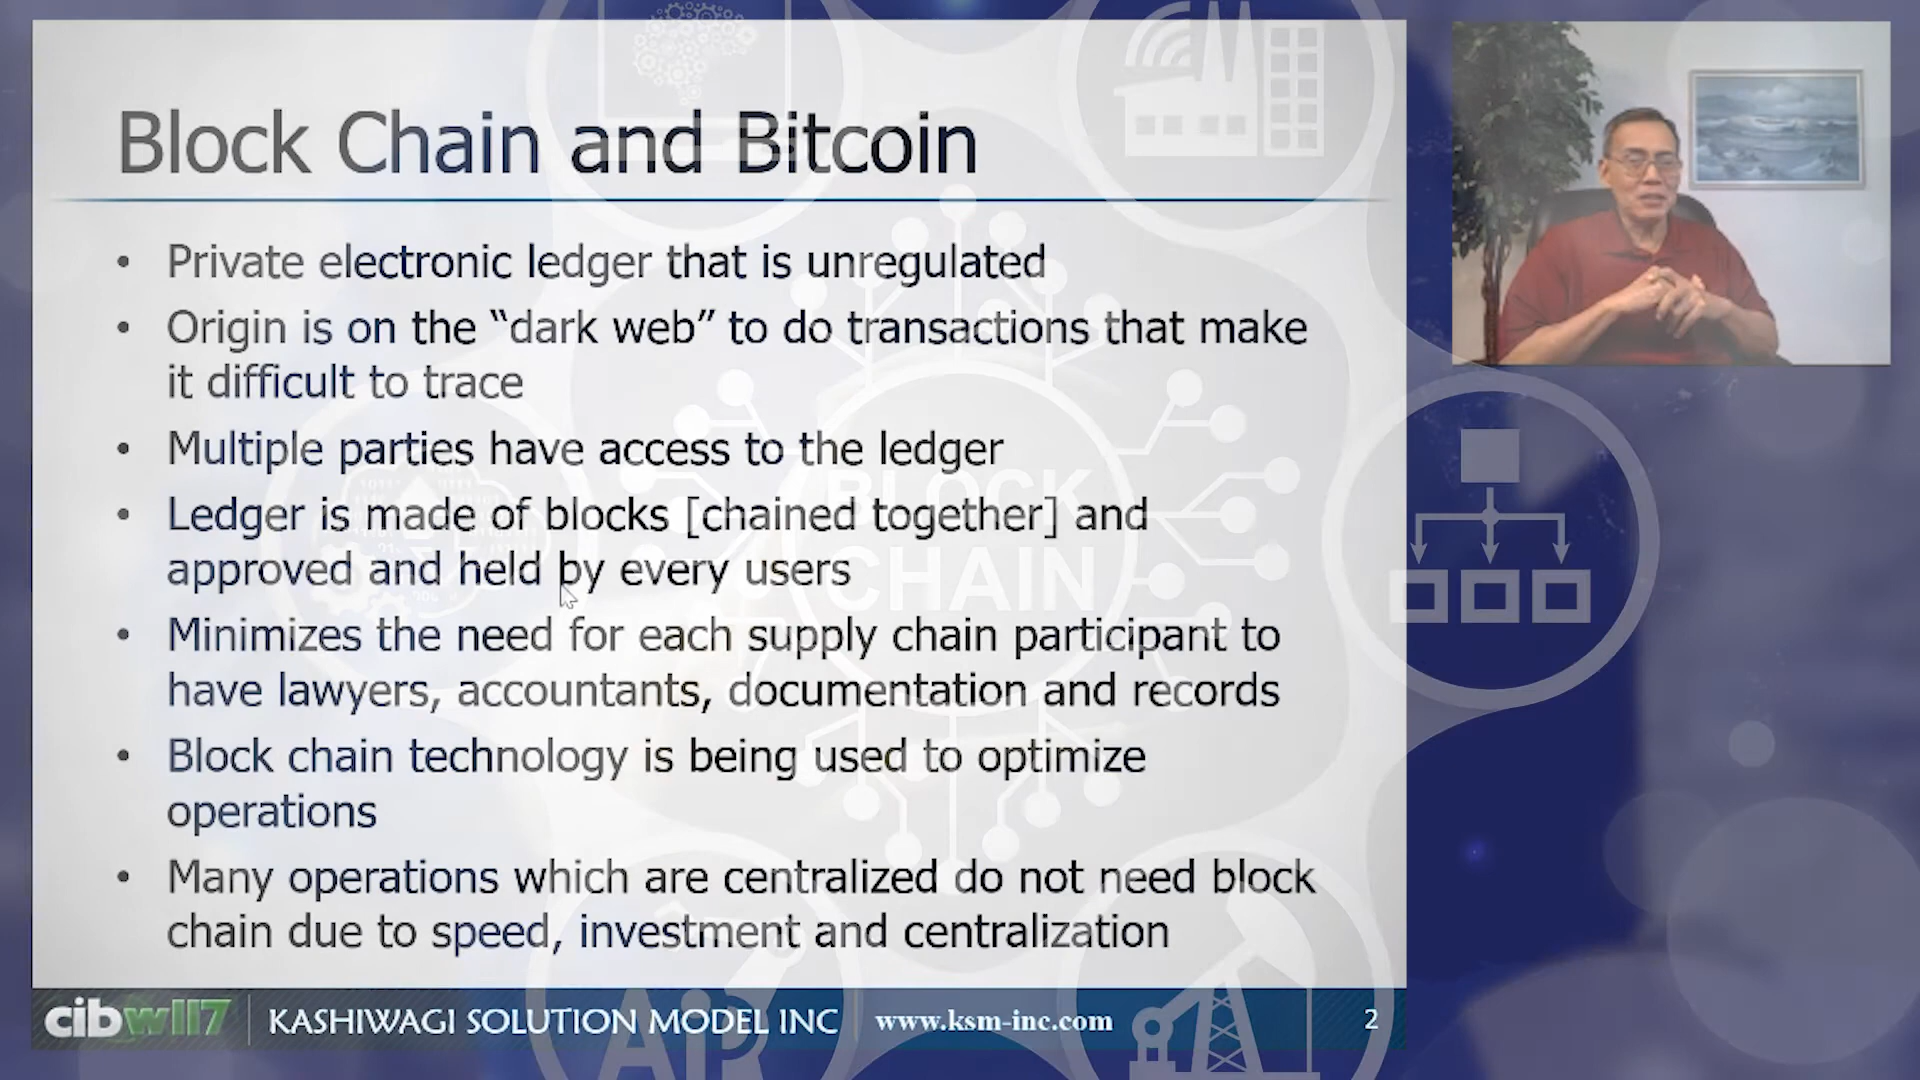 Block Chain and Bitcoin
• Private electronic ledger that is unregulated
• Origin is on the “dark web” to do transactions that make
it difficult to trace
• Multiple parties have access to the ledger
• Ledger is made of blocks [chained together] and
approved and held by every users
• Minimizes the need for each supply chain participant to
have lawyers, accountants, documentation and records
• Block chain technology is being used to optimize
operations
• Many operations which are centralized do not need block
chain due to speed, investment and centralization
BLOCK
CHAIN
cibw117
KASHIWAGI SOLUTION MODEL INC
www.ksm-inc.com
2
API